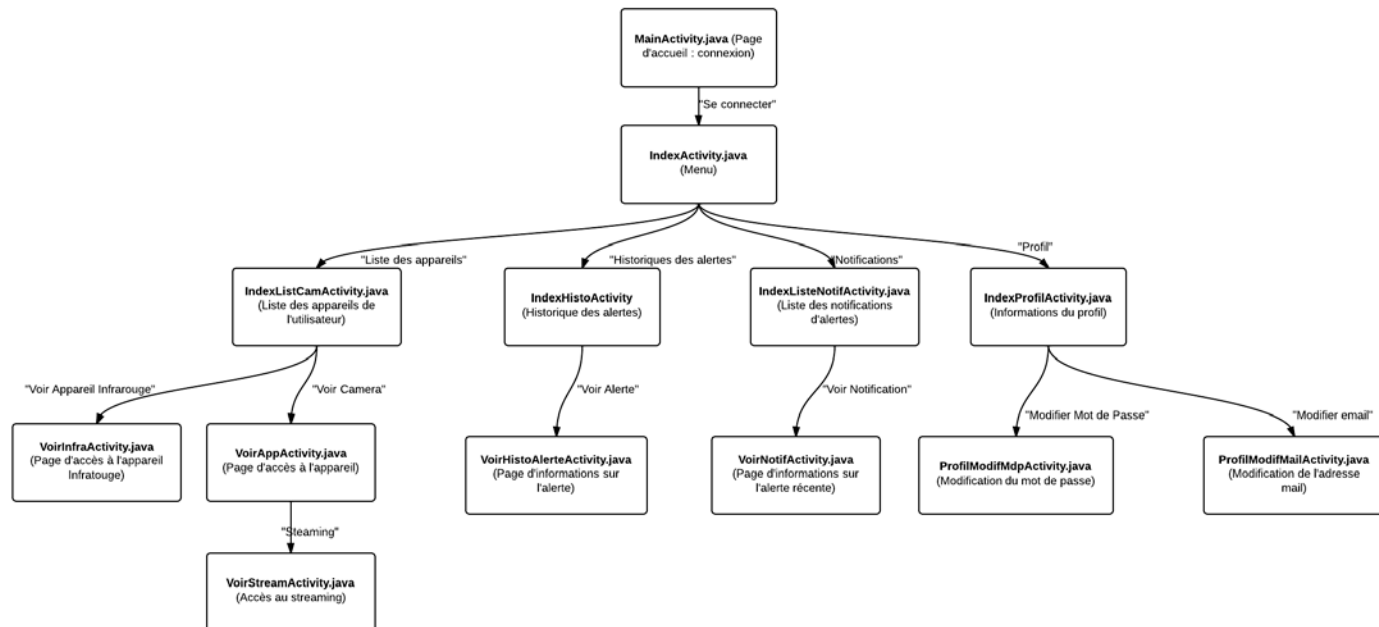 MainActivity.java (Page
d'accueil : connexion)
"Se connecter"
IndexActivity.java
(Menu)
"Liste des appareils"
"Historiques des alertes"
"Notifications"
"Profil"
IndexListCamActivity.java
(Liste des appareils de
l'utilisateur)
IndexHistoActivity
(Historique des alertes)
IndexListeNotifActivity.java
(Liste des notifications
d'alertes)
IndexProfilActivity.java
(Informations du profil)
"Voir Appareil Infrarouge"
"Voir Camera"
"Voir Alerte"
"Voir Notification"
"Modifier Mot de Passe"
"Modifier email"
VoirInfraActivity.java
(Page d'accès à l'appareil
Infratouge)
VoirAppActivity.java
(Page d'accès à l'appareil)
VoirHistoAlerteActivity.java
(Page d'informations sur
l'alerte)
VoirNotifActivity.java
(Page d'informations sur
l'alerte récente)
ProfilModifMdpActivity.java
(Modification du mot de passe)
ProfilModifMailActivity.java
(Modification de l'adresse
mail)
"Steaming"
VoirStreamActivity.java
(Accès au streaming)